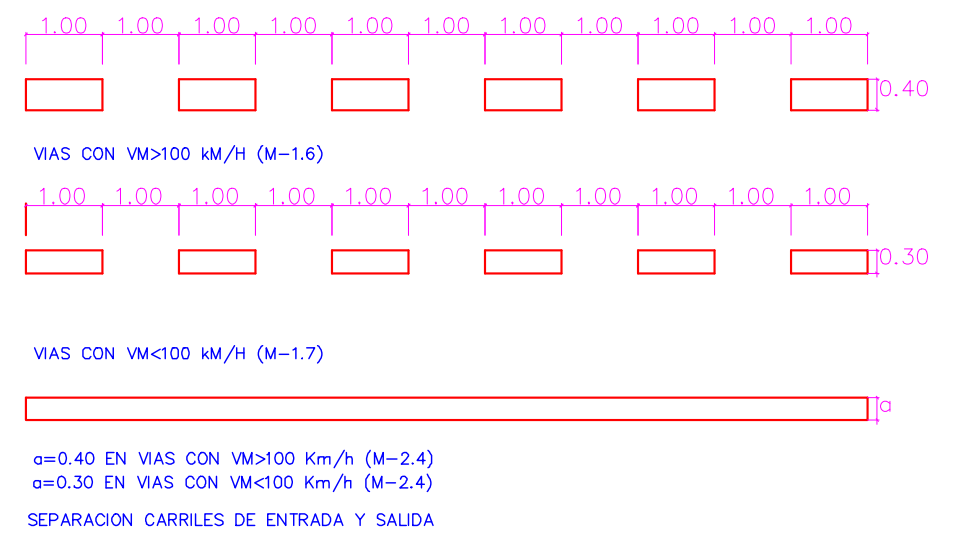 1.00 1.00 1.00 1.00 1.00 1.00 1.00 1.00 1.00 1.00 1.00
0.40
VIAS CON VM>100 kM/H (M-1.6)
1.00 1.00 1.00 1.00 1.00 1.00 1.00 1.00 1.00 1.00 1.00
0.30
VIAS CON VM<100 kM/H (M-1.7)
a
a=0.40 EN VIAS CON VM>100 Km/h (M-2.4)
a=0.30 EN VIAS CON VM<100 Km/h (M-2.4)
SEPARACION CARRILES DE ENTRADA Y SALIDA